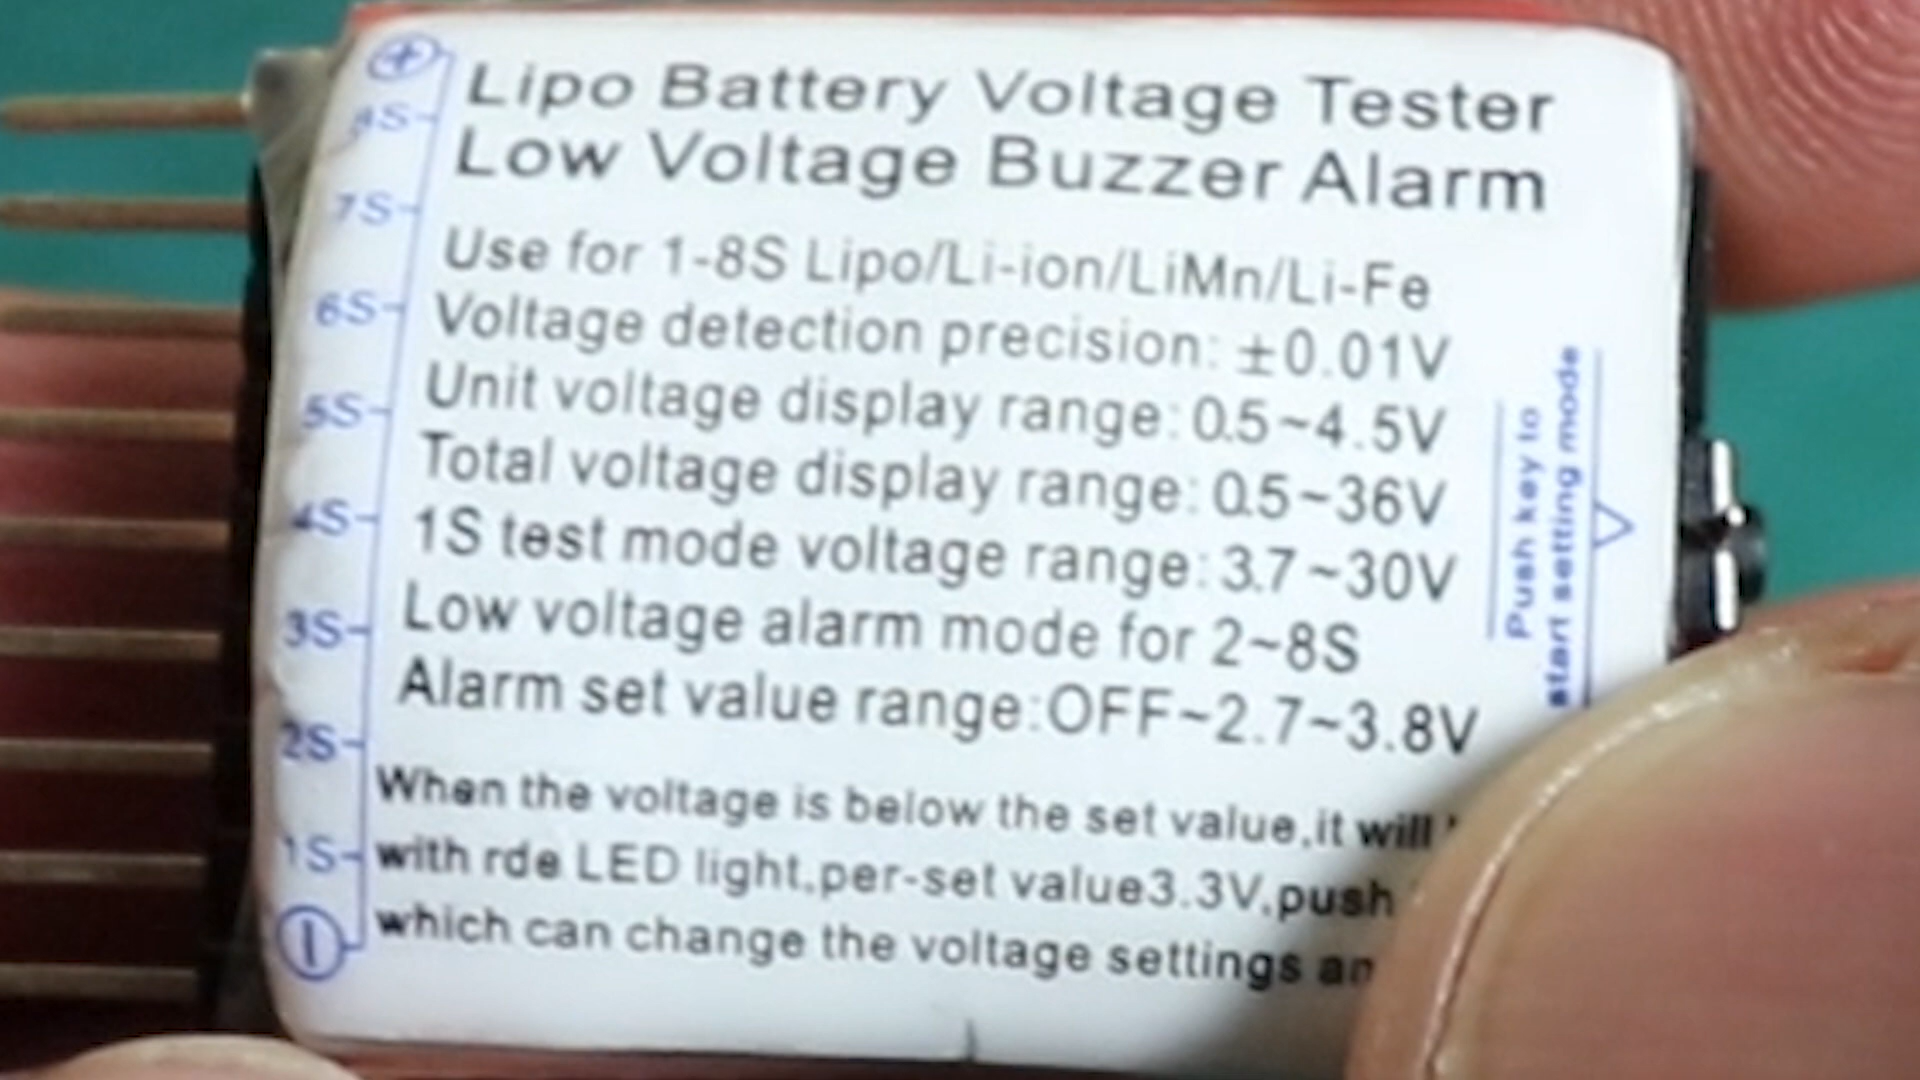 Lipo Battery Voltage Tester
Low Voltage Buzzer Alarm
Use for 1-8S Lipo/Li-ion/LiMn/Li-Fe
Voltage detection precision: ±0.01V
Unit voltage display range: 0.5~4.5V
Total voltage display range: 0.5~36V
1S test mode voltage range: 3.7~30V
Low voltage alarm mode for 2~8S
Alarm set value range:OFF~2.7~3.8V
When the voltage is below the set value,it will
with rde LED light,per-set value3.3V,push
which can change the voltage settings
+
8S-
7S-
6S-
5S-
4S-
3S-
2S-
1S-
Push key to
start setting mode